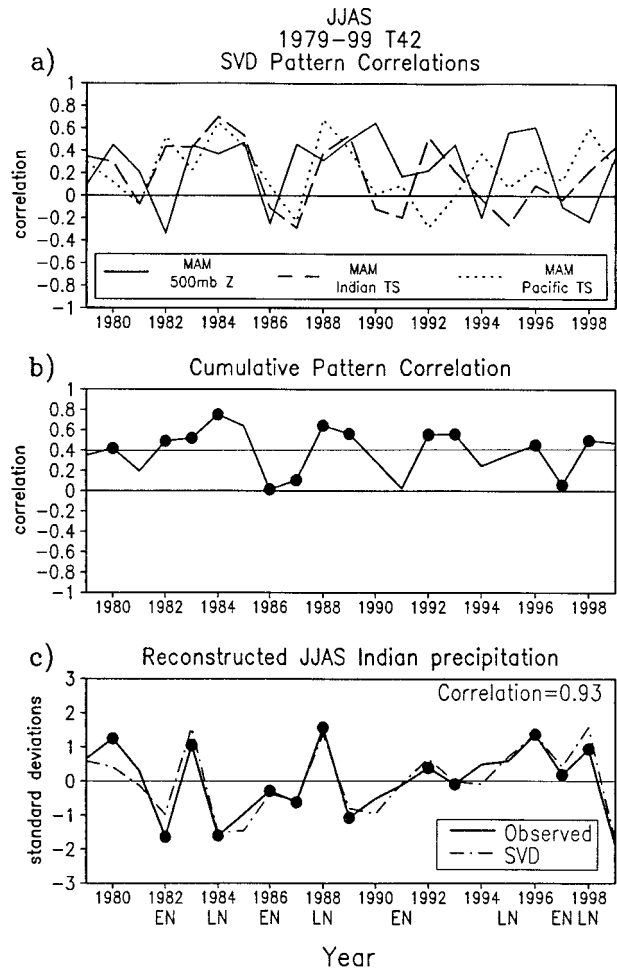 JJAS
1979-99 T42
a) SVD Pattern Correlations
1
0.8
0.6
0.4
0.2
0
-0.2
-0.4
-0.6
-0.8
-1
correlation
MAM
500mb Z
MAM
Indian TS
MAM
Pacific TS
1980 1982 1984 1986 1988 1990 1992 1994 1996 1998
b) Cumulative Pattern Correlation
1
0.8
0.6
0.4
0.2
0
-0.2
-0.4
-0.6
-0.8
-1
correlation
1980 1982 1984 1986 1988 1990 1992 1994 1996 1998
c) Reconstructed JJAS Indian precipitation
Correlation=0.93
3
2
1
0
-1
-2
-3
standard deviations
Observed
SVD
1980 1982 1984 1986 1988 1990 1992 1994 1996 1998
EN LN EN LN EN LN EN LN
Year